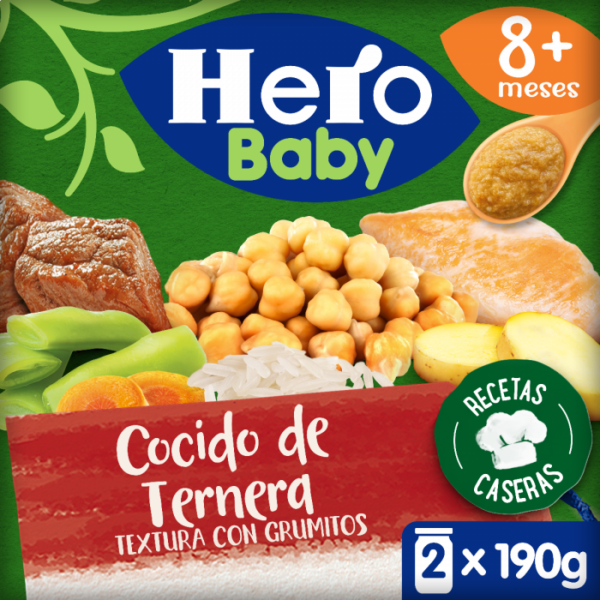 Hero
Baby
8+
meses
Cocido de
Ternera
TEXTURA CON GRUMITOS
RECETAS
CASERAS
2 x 190g